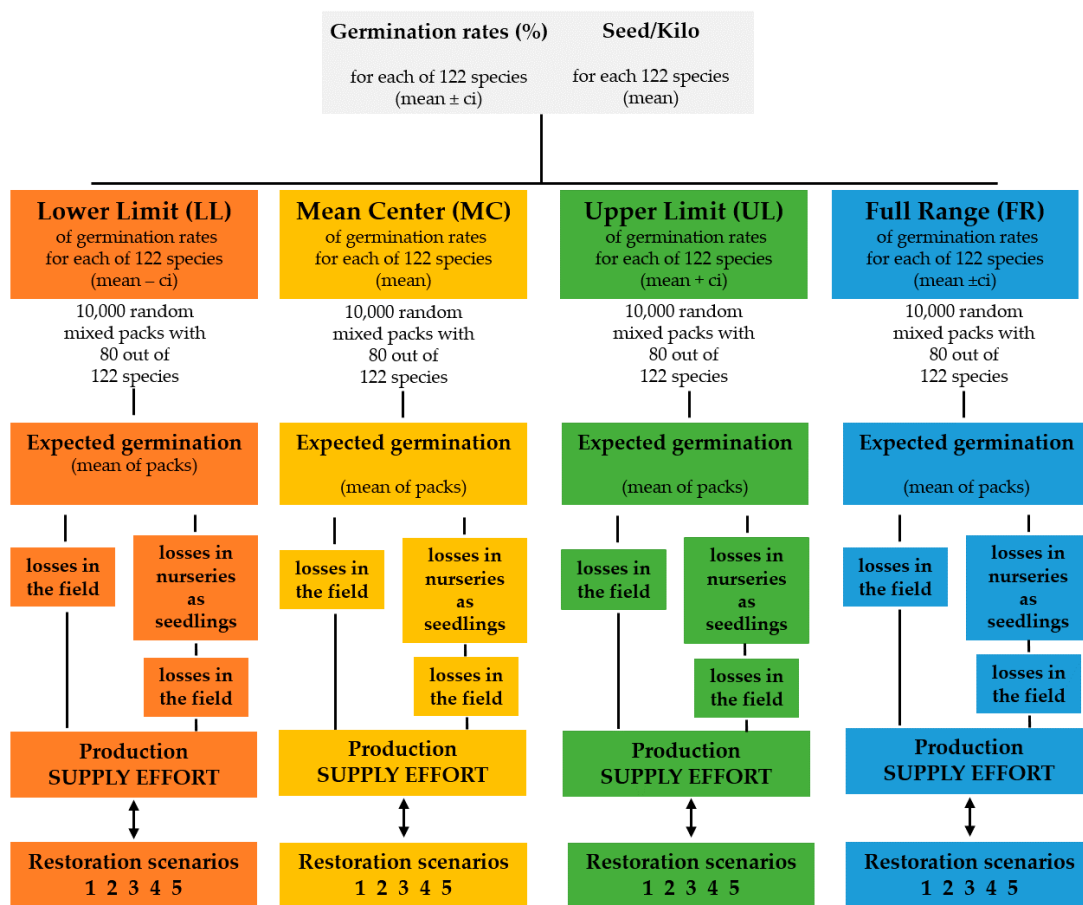 Germination rates (%)
for each of 122 species
(mean ± ci)
Seed/Kilo
for each 122 species
(mean)
Lower Limit (LL)
of germination rates
for each of 122 species
(mean – ci)
10,000 random
mixed packs with
80 out of
122 species
Expected germination
(mean of packs)
losses in
the field
losses in
nurseries
as
seedlings
losses in
the field
Production
SUPPLY EFFORT
Restoration scenarios
1 2 3 4 5
Mean Center (MC)
of germination rates
for each of 122 species
(mean)
10,000 random
mixed packs with
80 out of
122 species
Expected germination
(mean of packs)
losses in
the field
losses in
nurseries
as
seedlings
losses in
the field
Production
SUPPLY EFFORT
Restoration scenarios
1 2 3 4 5
Upper Limit (UL)
of germination rates
for each of 122 species
(mean + ci)
10,000 random
mixed packs with
80 out of
122 species
Expected germination
(mean of packs)
losses in
the field
losses in
nurseries
as
seedlings
losses in
the field
Production
SUPPLY EFFORT
Restoration scenarios
1 2 3 4 5
Full Range (FR)
of germination rates
for each of 122 species
(mean ±ci)
10,000 random
mixed packs with
80 out of
122 species
Expected germination
(mean of packs)
losses in
the field
losses in
nurseries
as
seedlings
losses in
the field
Production
SUPPLY EFFORT
Restoration scenarios
1 2 3 4 5